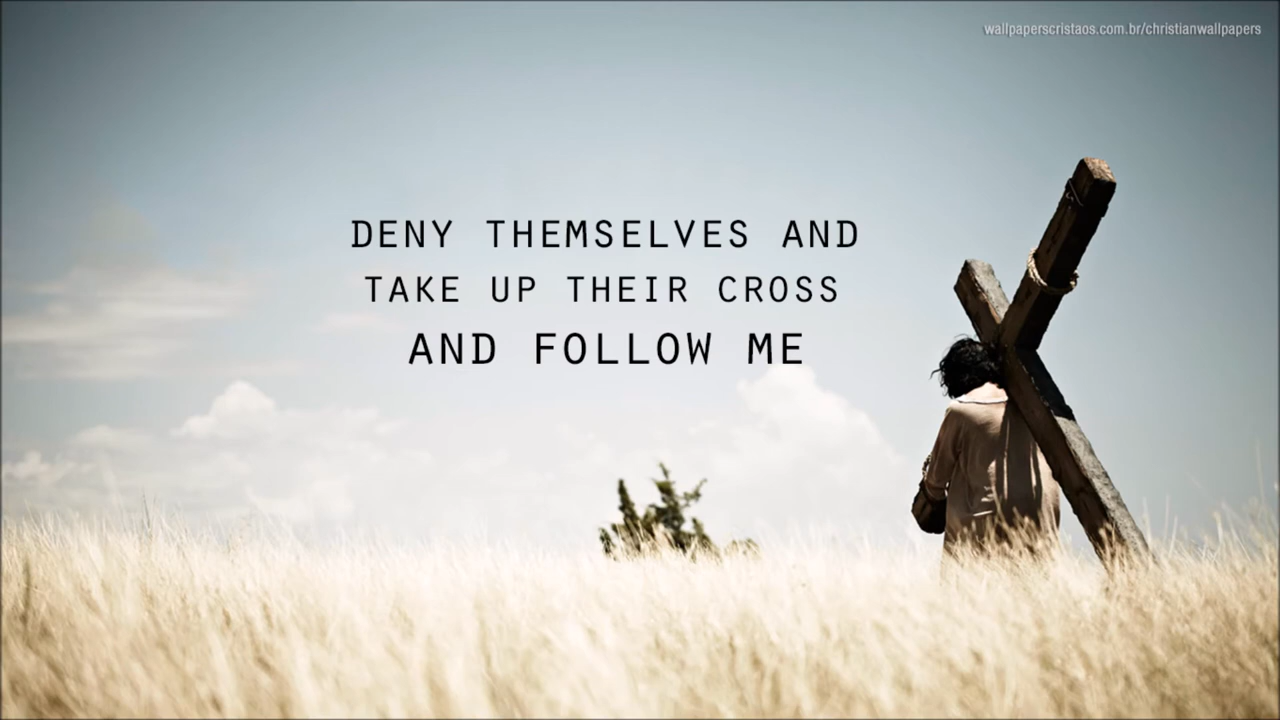 wallpaperscristaos.com.br/christianwallpapers
DENY THEMSELVES AND
TAKE UP THEIR CROSS
AND FOLLOW ME